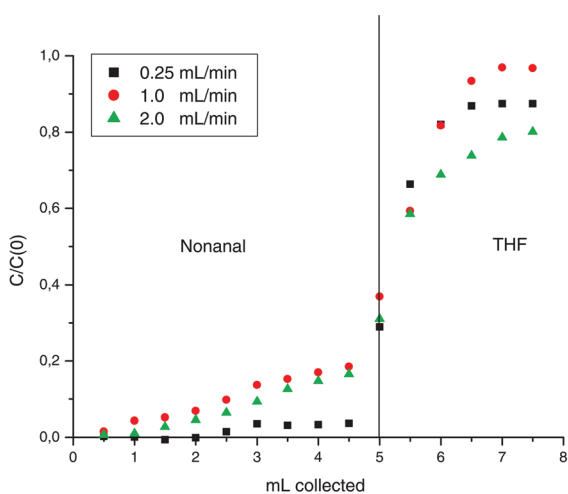 1,0
0,8
0,6
0,4
0,2
0,0
C/C(0)
0.25 mL/min
1.0 mL/min
2.0 mL/min
Nonanal
THF
0 1 2 3 4 5 6 7 8
mL collected